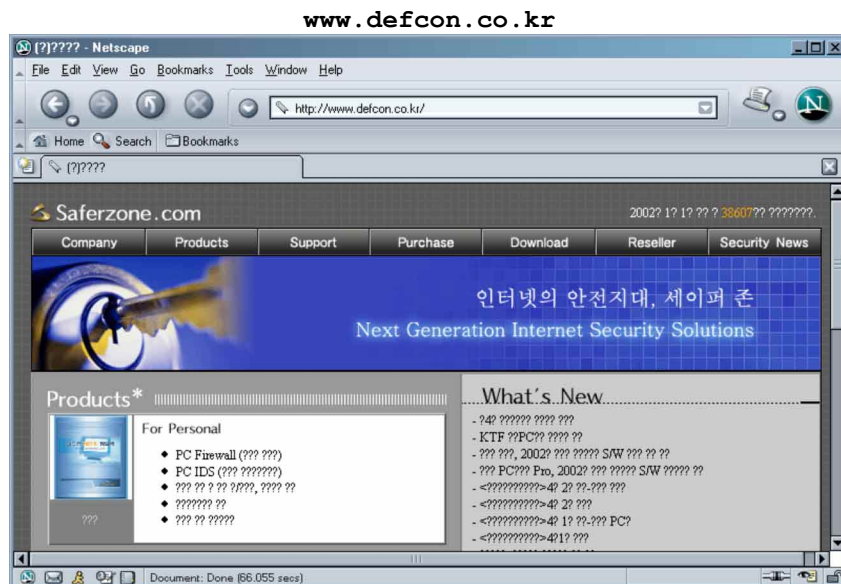 www.defcon.co.kr
(?)???? - Netscape
File Edit View Go Bookmarks Tools Window Help
http://www.defcon.co.kr/
Home Search Bookmarks
(?)????
Saferzone.com
2002? 1? 1? ?? ? 38607?? ???????.
Company Products Support Purchase Download Reseller Security News
인터넷의 안전지대, 세이퍼 존
Next Generation Internet Security Solutions
Products*
For Personal
◆ PC Firewall (??? ???)
◆ PC IDS (??? ???????)
◆ ??? ?? ? ?? ?/???, ???? ??
◆ ??????? ??
◆ ??? ?? ?????
???
What's New
- ?4? ?????? ???? ???
- KTF ??PC?? ???? ??
- ??? ???, 2002? ??? ????? S/W ??? ?? ??
- ??? PC??? Pro, 2002? ??? ????? S/W ????? ??
- <??????????>4? 2? ??-??? ???
- <??????????>4? 2? ???
- <??????????>4? 1? ??-??? PC?
- <??????????>4?1? ???
Document: Done (66.055 secs)